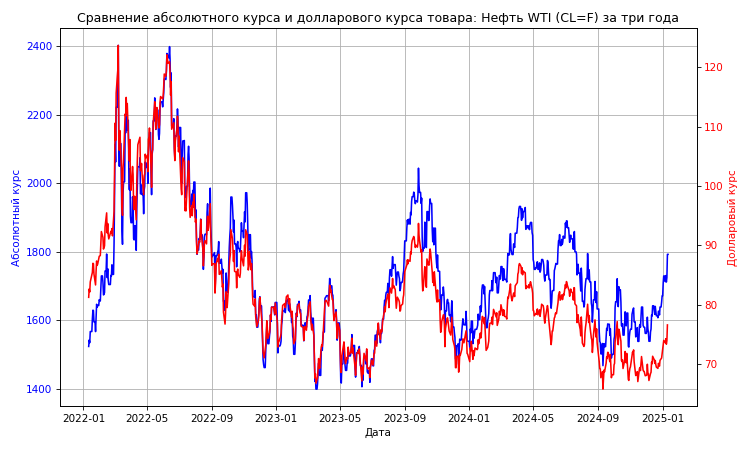 Сравнение абсолютного курса и долларового курса товара: Нефть WTI (CL=F) за три года
2400
2200
2000
1800
1600
1400
Абсолютный курс
120
110
100
90
80
70
Долларовый курс
2022-01 2022-05 2022-09 2023-01 2023-05 2023-09 2024-01 2024-05 2024-09 2025-01
Дата